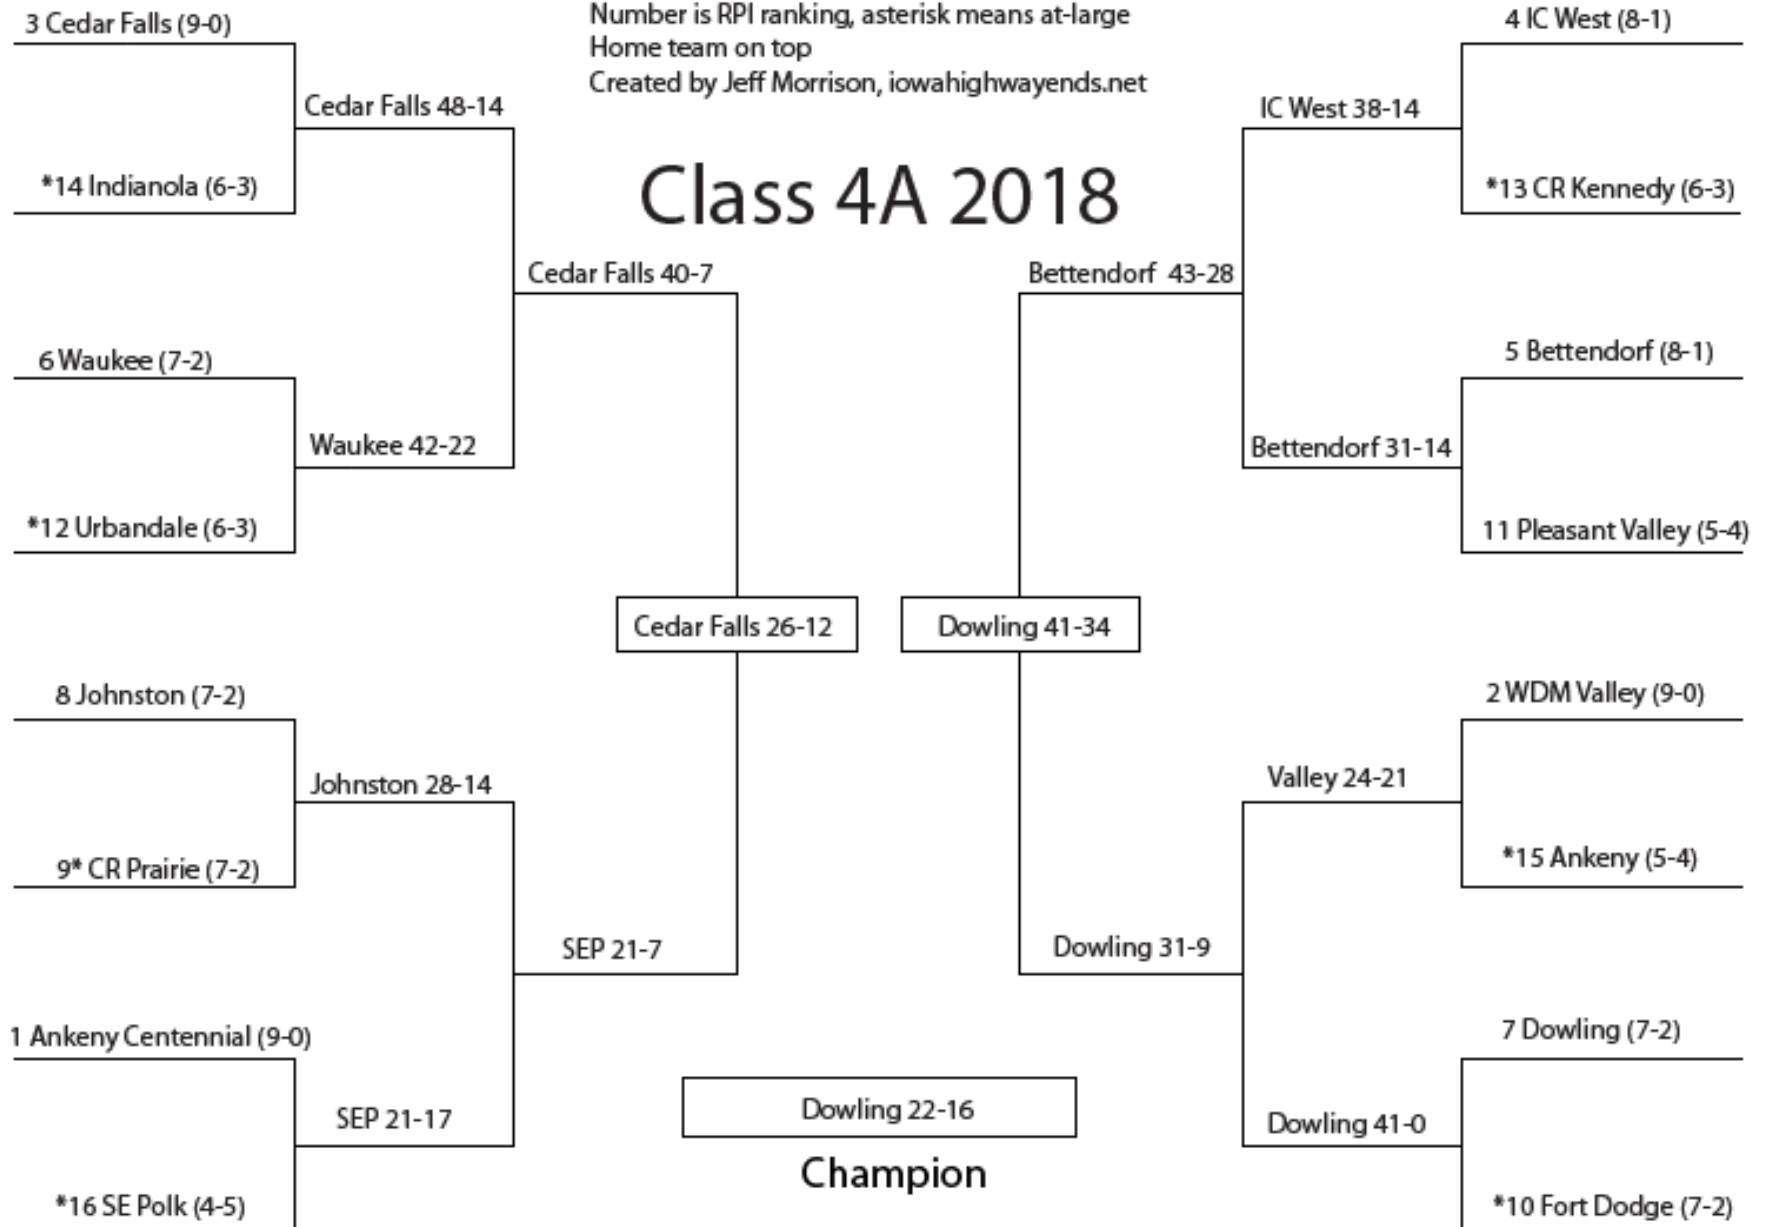 3 Cedar Falls (9-0)
Number is RPI ranking, asterisk means at-large
Home team on top
Created by Jeff Morrison, iowahighwayends.net
4 IC West (8-1)
Cedar Falls 48-14
IC West 38-14
*14 Indianola (6-3)
Class 4A 2018
*13 CR Kennedy (6-3)
Cedar Falls 40-7
Bettendorf 43-28
6 Waukee (7-2)
5 Bettendorf (8-1)
Waukee 42-22
Bettendorf 31-14
*12 Urbandale (6-3)
11 Pleasant Valley (5-4)
Cedar Falls 26-12
Dowling 41-34
8 Johnston (7-2)
2 WDM Valley (9-0)
Johnston 28-14
Valley 24-21
9* CR Prairie (7-2)
*15 Ankeny (5-4)
SEP 21-7
Dowling 31-9
1 Ankeny Centennial (9-0)
7 Dowling (7-2)
SEP 21-17
Dowling 22-16
Dowling 41-0
Champion
*16 SE Polk (4-5)
*10 Fort Dodge (7-2)